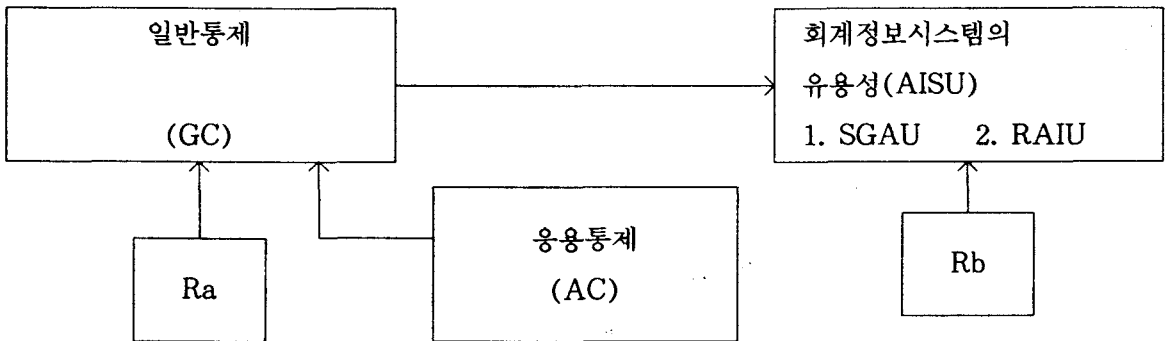 일반통제
(GC)
회계정보시스템의
유용성(AISU)
1. SGAU 2. RAIU
Ra
응용통제
(AC)
Rb